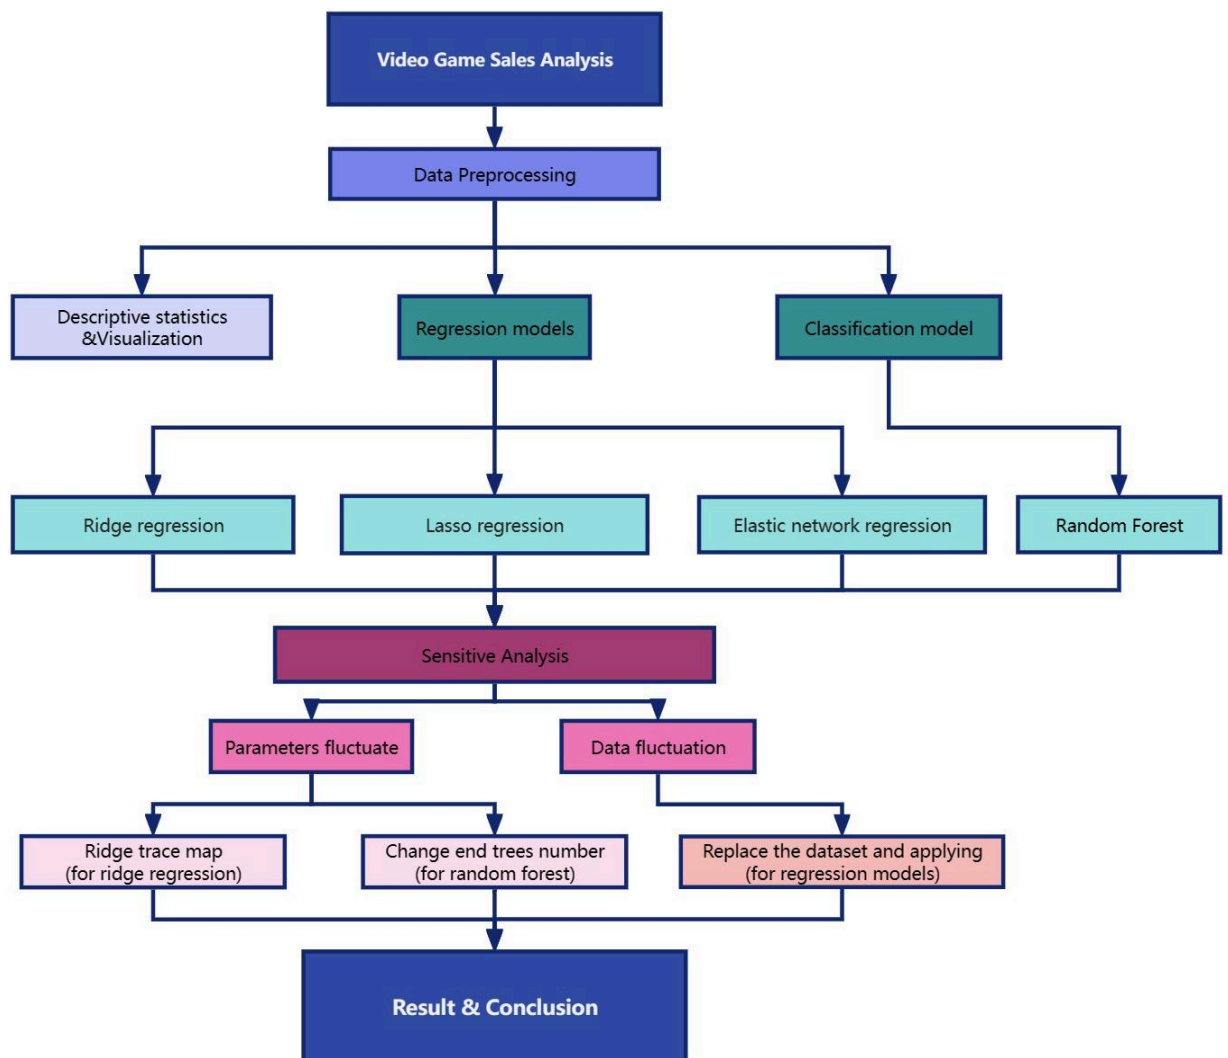 Video Game Sales Analysis
Data Preprocessing
Descriptive statistics
&Visualization
Regression models
Classification model
Ridge regression
Lasso regression
Elastic network regression
Random Forest
Sensitive Analysis
Parameters fluctuate
Data fluctuation
Ridge trace map
(for ridge regression)
Change end trees number
(for random forest)
Replace the dataset and applying
(for regression models)
Result & Conclusion